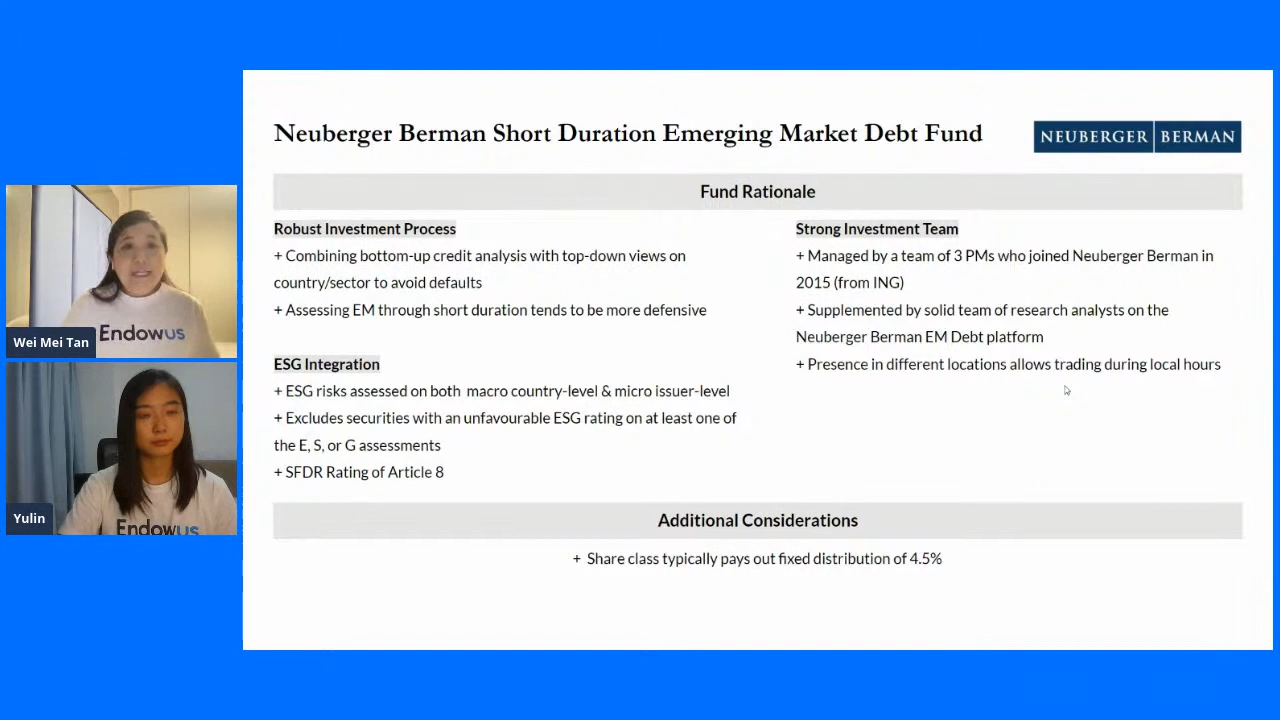 Neuberger Berman Short Duration Emerging Market Debt Fund
NEUBERGER BERMAN
Fund Rationale
Robust Investment Process
+ Combining bottom-up credit analysis with top-down views on
country/sector to avoid defaults
+ Assessing EM through short duration tends to be more defensive
ESG Integration
+ ESG risks assessed on both macro country-level & micro issuer-level
+ Excludes securities with an unfavourable ESG rating on at least one of
the E, S, or G assessments
+ SFDR Rating of Article 8
Strong Investment Team
+ Managed by a team of 3 PMs who joined Neuberger Berman in
2015 (from ING)
+ Supplemented by solid team of research analysts on the
Neuberger Berman EM Debt platform
+ Presence in different locations allows trading during local hours
Additional Considerations
+ Share class typically pays out fixed distribution of 4.5%
Endowus
Wei Mei Tan
Endowus
Yulin